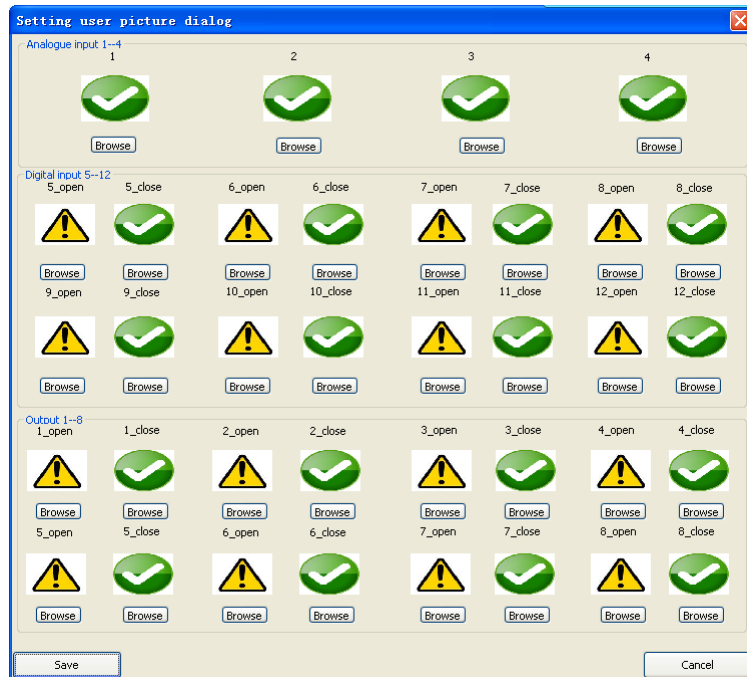 Setting user picture dialog
Analogue input 1--4
1 2 3 4
Browse Browse Browse Browse
Digital input 5--12
5_open 5_close 6_open 6_close 7_open 7_close 8_open 8_close
Browse Browse Browse Browse Browse Browse Browse Browse
9_open 9_close 10_open 10_close 11_open 11_close 12_open 12_close
Browse Browse Browse Browse Browse Browse Browse Browse
Output 1--8
1_open 1_close 2_open 2_close 3_open 3_close 4_open 4_close
Browse Browse Browse Browse Browse Browse Browse Browse
5_open 5_close 6_open 6_close 7_open 7_close 8_open 8_close
Browse Browse Browse Browse Browse Browse Browse Browse
Save Cancel